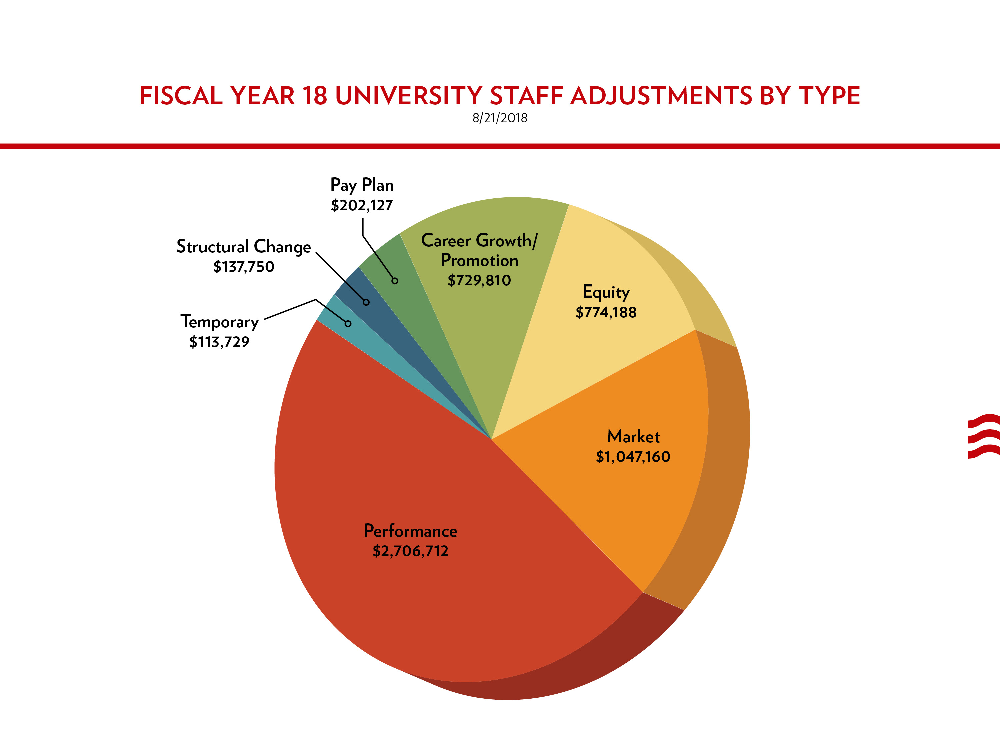 FISCAL YEAR 18 UNIVERSITY STAFF ADJUSTMENTS BY TYPE
8/21/2018
Pay Plan
$202,127
Career Growth/
Promotion
$729,810
Structural Change
$137,750
Equity
$774,188
Temporary
$113,729
Market
$1,047,160
Performance
$2,706,712